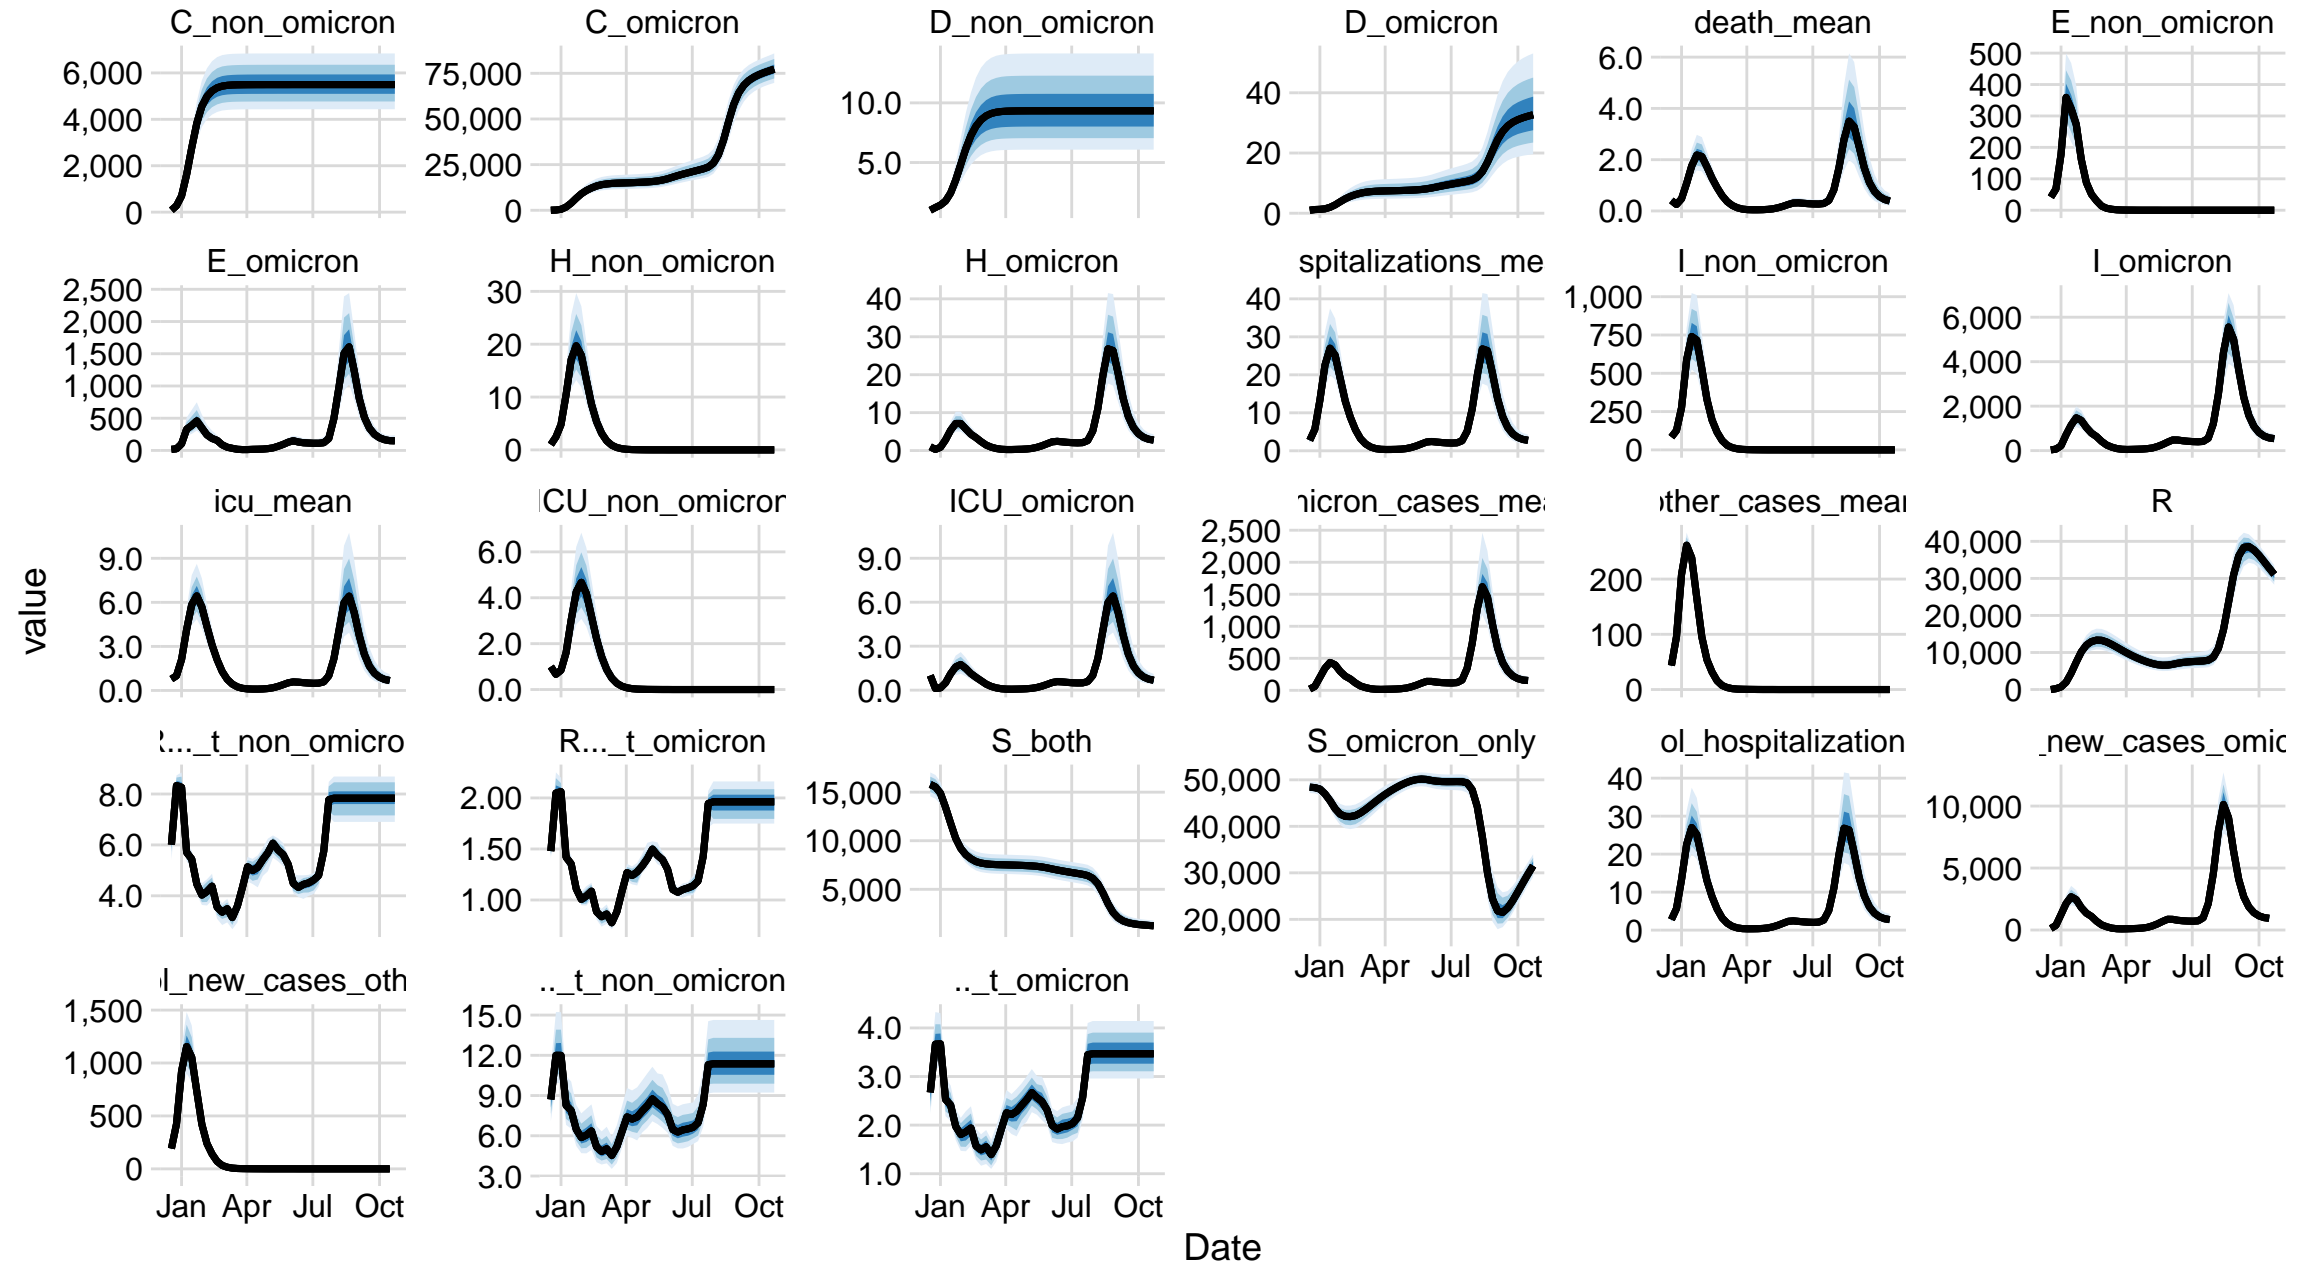 C_non_omicron C_omicron D_non_omicron D_omicron death_mean E_non_omicron
6,000 4,000 2,000 0
75,000 50,000 25,000 0
10.0 5.0
40 20 0
6.0 4.0 2.0 0.0
500 400 300 200 100 0
E_omicron H_non_omicron H_omicron spitalizations_me I_non_omicron I_omicron
2,500 2,000 1,500 1,000 500 0
30 20 10 0
40 30 20 10 0
40 30 20 10 0
1,000 750 500 250 0
6,000 4,000 2,000 0
icu_mean ICU_non_omicron ICU_omicron micron_cases_mea other_cases_mean R
9.0 6.0 3.0 0.0
6.0 4.0 2.0 0.0
9.0 6.0 3.0 0.0
2,500 2,000 1,500 1,000 500 0
200 100 0
40,000 30,000 20,000 10,000 0
R..._t_non_omicro R..._t_omicron S_both S_omicron_only ol_hospitalization _new_cases_omic
8.0 6.0 4.0
2.00 1.50 1.00
15,000 10,000 5,000
50,000 40,000 30,000 20,000
40 30 20 10 0
10,000 5,000 0
Jan Apr Jul Oct
Jan Apr Jul Oct
Jan Apr Jul Oct
l_new_cases_oth .._t_non_omicron .._t_omicron
1,500 1,000 500 0
15.0 12.0 9.0 6.0 3.0
4.0 3.0 2.0 1.0
Jan Apr Jul Oct
Jan Apr Jul Oct
Jan Apr Jul Oct
value
Date